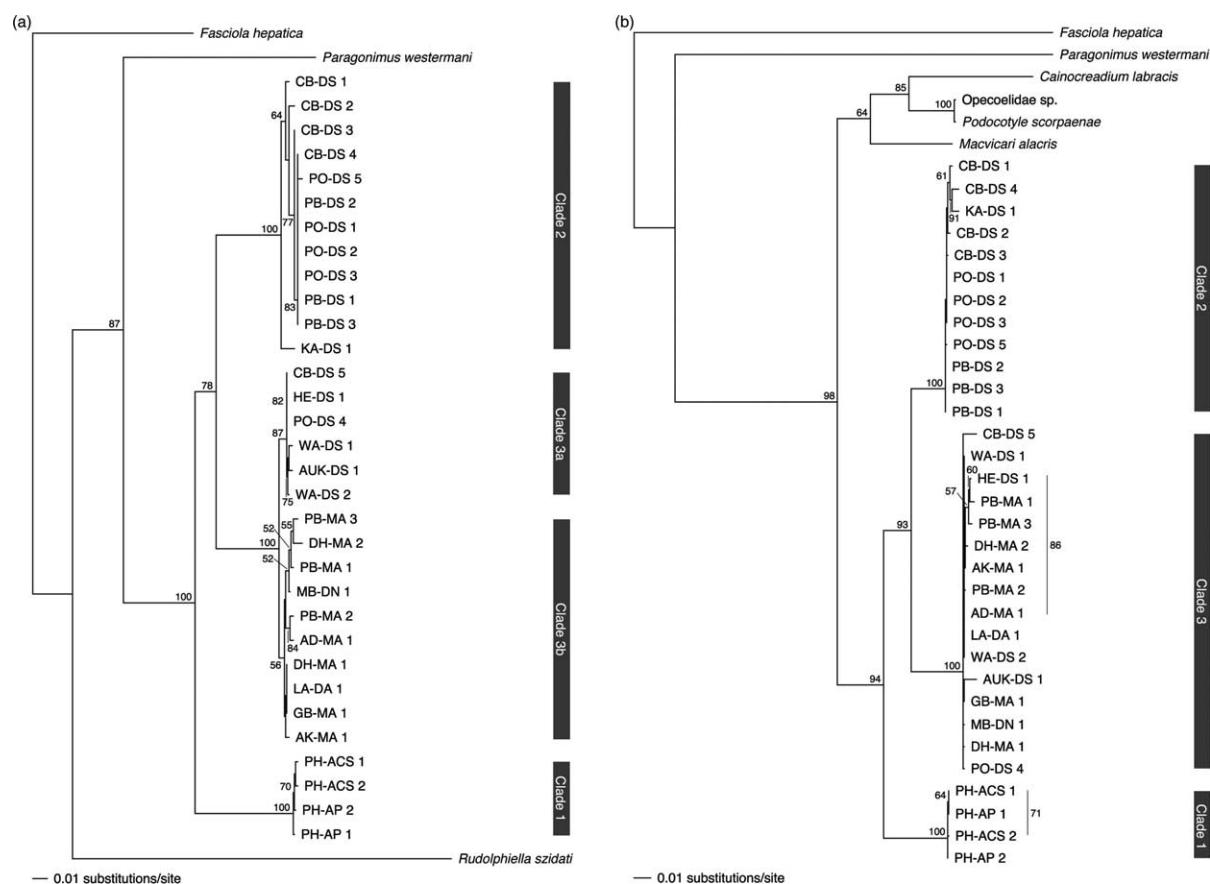 (a)
Fasciola hepatica
Paragonimus westermani
CB-DS 1
64
CB-DS 2
CB-DS 3
CB-DS 4
PO-DS 5
PB-DS 2
77
PO-DS 1
100
PO-DS 2
PO-DS 3
83
PB-DS 1
PB-DS 3
87
KA-DS 1
Clade 2
CB-DS 5
78
82
HE-DS 1
PO-DS 4
87
WA-DS 1
AUK-DS 1
75
WA-DS 2
Clade 3a
52
55
PB-MA 3
DH-MA 2
100
52
PB-MA 1
MB-DN 1
100
PB-MA 2
84
AD-MA 1
56
DH-MA 1
LA-DA 1
GB-MA 1
AK-MA 1
Clade 3b
PH-ACS 1
70
PH-ACS 2
100
PH-AP 2
PH-AP 1
Clade 1
Rudolphiella szidati
0.01 substitutions/site
(b)
Fasciola hepatica
Paragonimus westermani
Cainocreadium labracis
85
100
Opecoelidae sp.
64
Podocotyle scorpaenae
Macvicari alacris
CB-DS 1
61
CB-DS 4
KA-DS 1
91
CB-DS 2
CB-DS 3
PO-DS 1
PO-DS 2
PO-DS 3
PO-DS 5
PB-DS 2
100
PB-DS 3
98
PB-DS 1
Clade 2
CB-DS 5
WA-DS 1
60
HE-DS 1
57
PB-MA 1
93
PB-MA 3
DH-MA 2
86
AK-MA 1
PB-MA 2
AD-MA 1
LA-DA 1
WA-DS 2
100
94
AUK-DS 1
GB-MA 1
MB-DN 1
DH-MA 1
PO-DS 4
Clade 3
64
PH-ACS 1
PH-AP 1
71
100
PH-ACS 2
PH-AP 2
Clade 1
0.01 substitutions/site